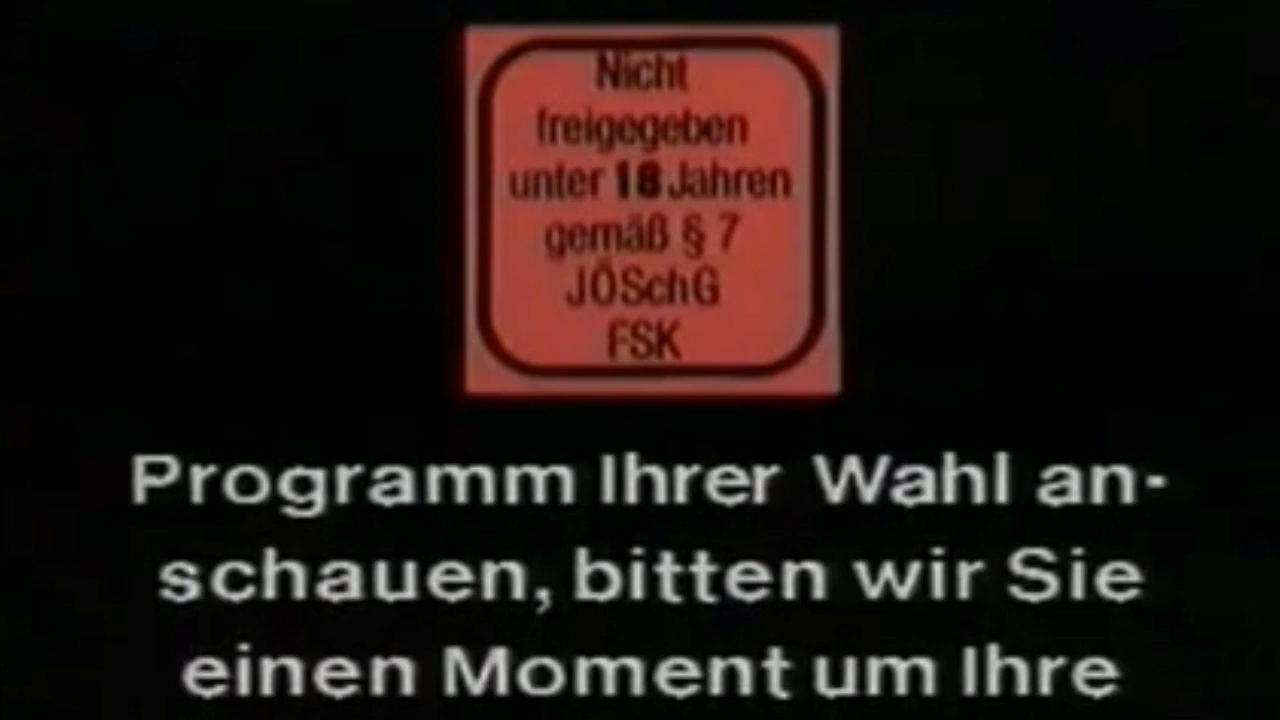 Nicht
freigegeben
unter 18 Jahren
gemäß § 7
JÖSchG
FSK
Programm Ihrer Wahl an-
schauen, bitten wir Sie
einen Moment um Ihre